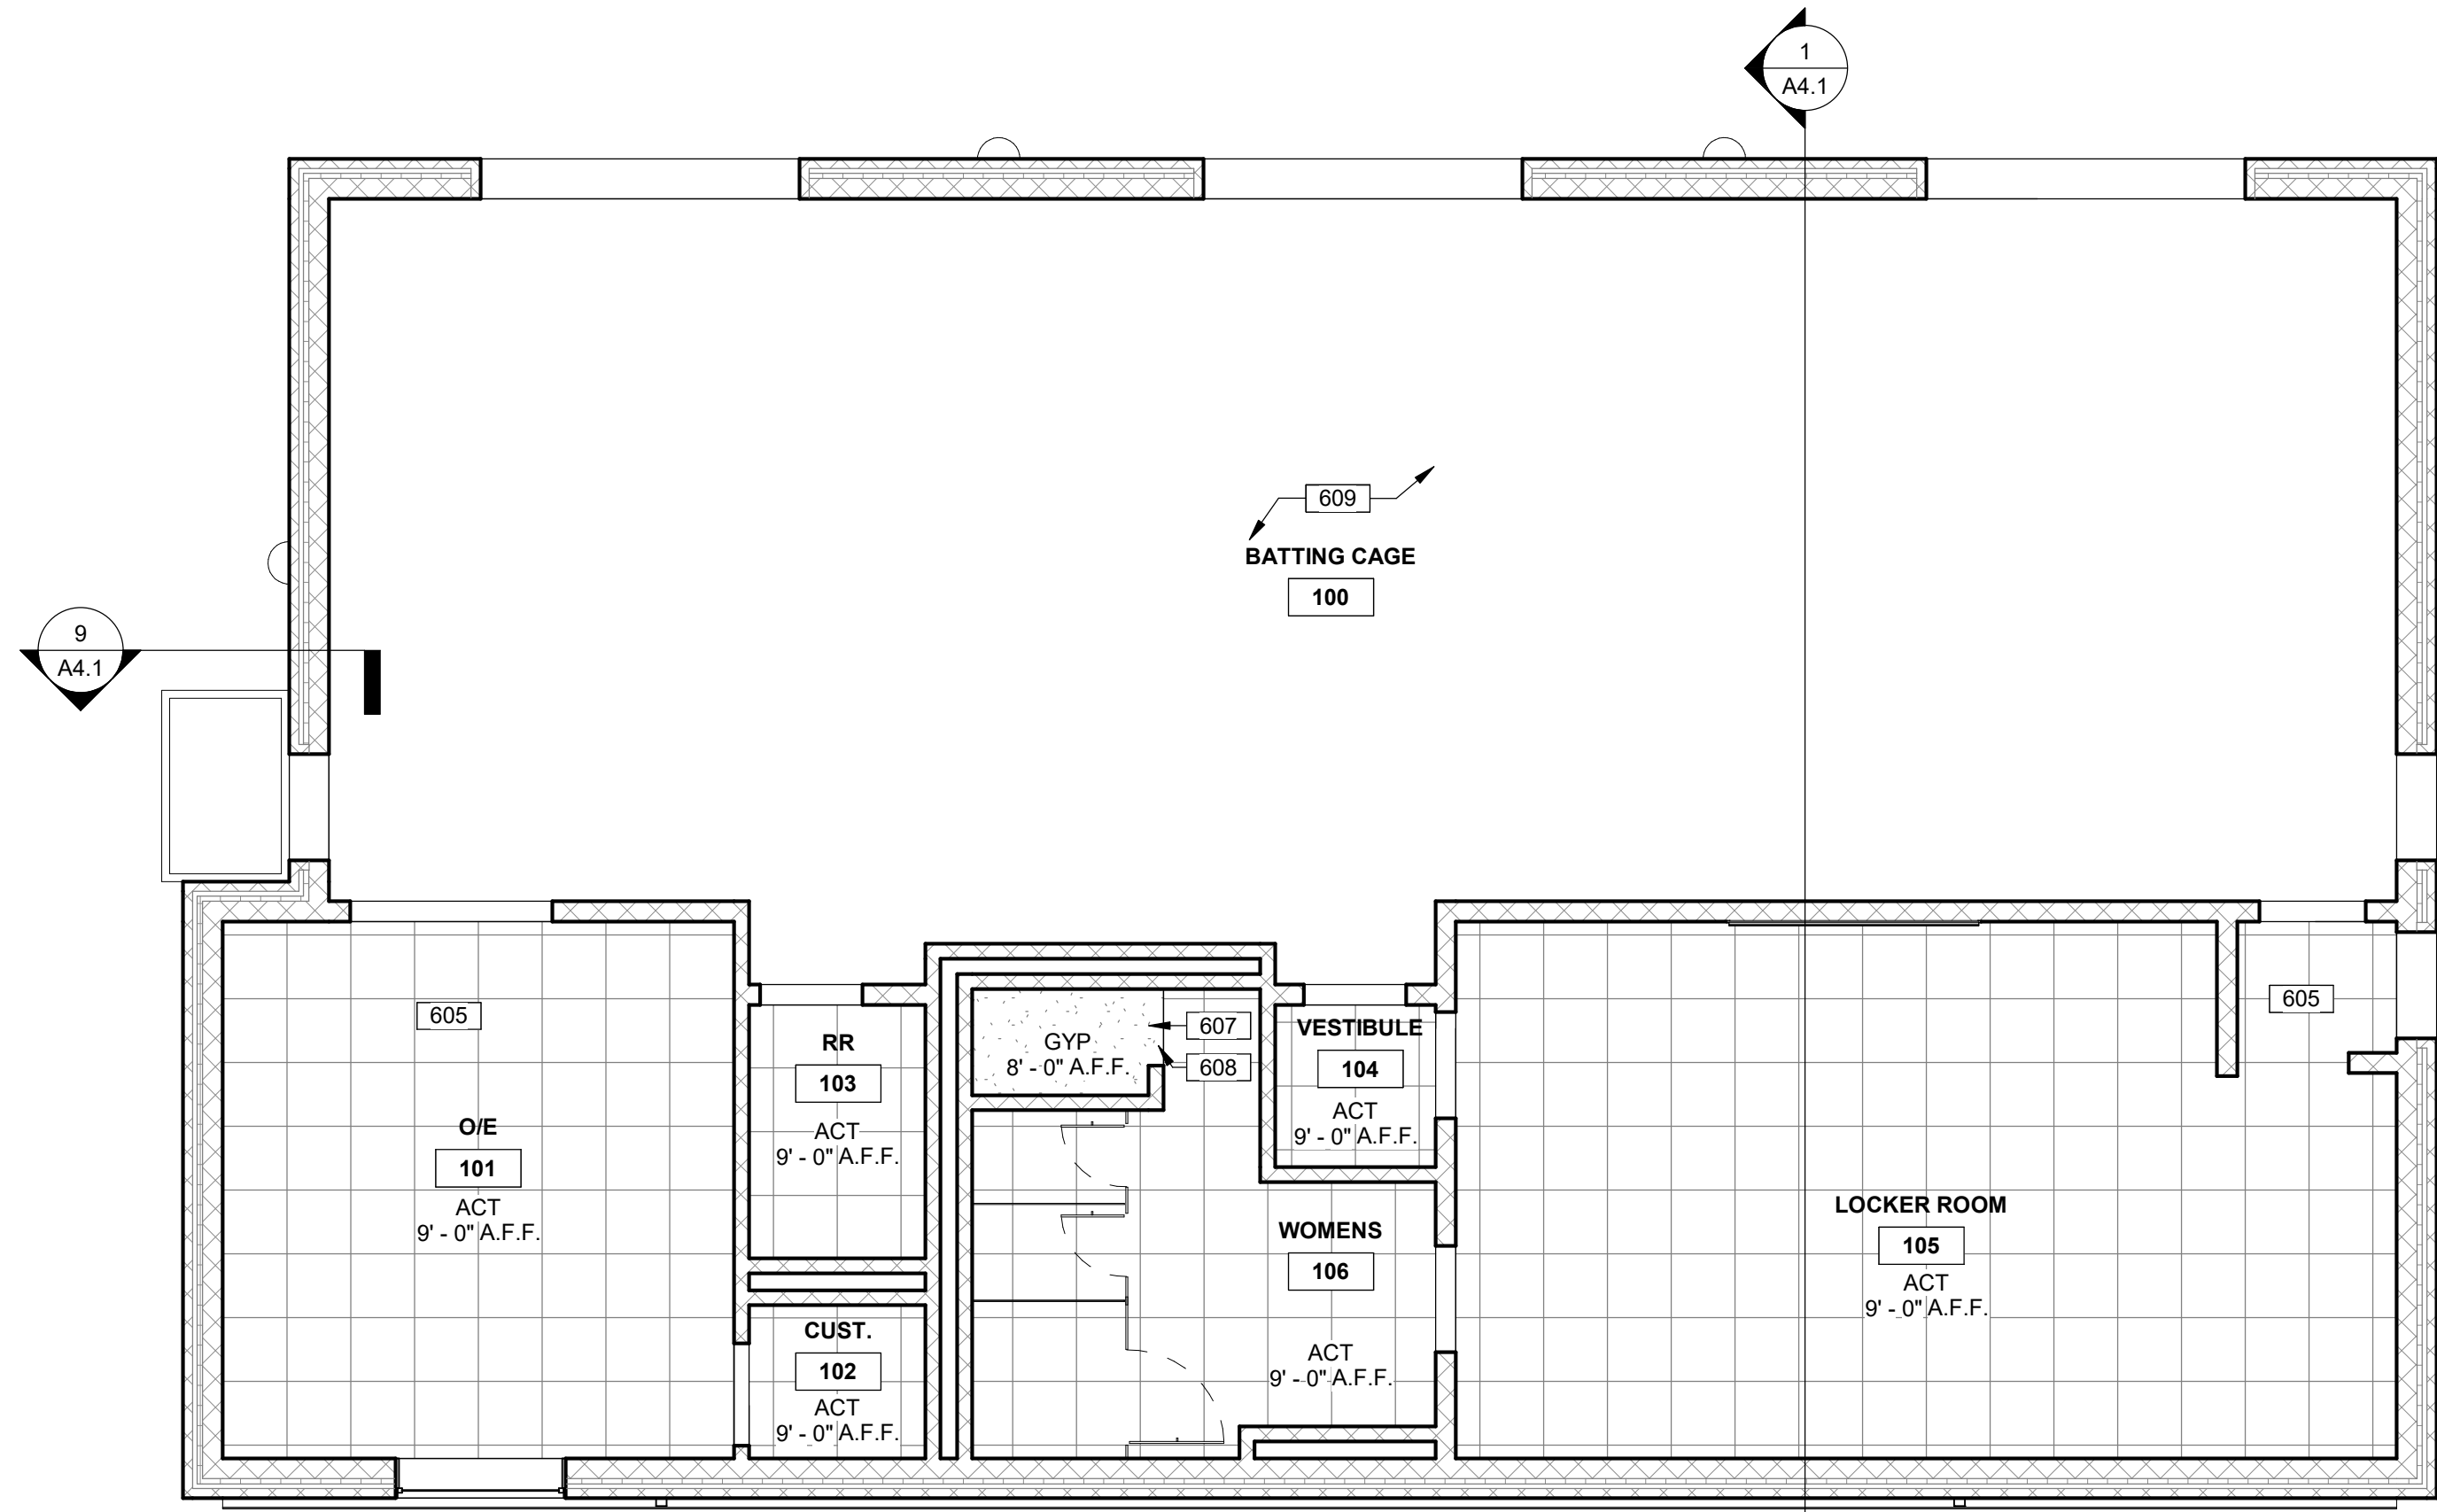 1
A4.1
609
BATTING CAGE
100
9
A4.1
605
607
608
GYP
8' - 0" A.F.F.
605
RR
103
ACT
9' - 0" A.F.F.
VESTIBULE
104
ACT
9' - 0" A.F.F.
O/E
101
ACT
9' - 0" A.F.F.
WOMENS
106
ACT
9' - 0" A.F.F.
LOCKER ROOM
105
ACT
9' - 0" A.F.F.
CUST.
102
ACT
9' - 0" A.F.F.